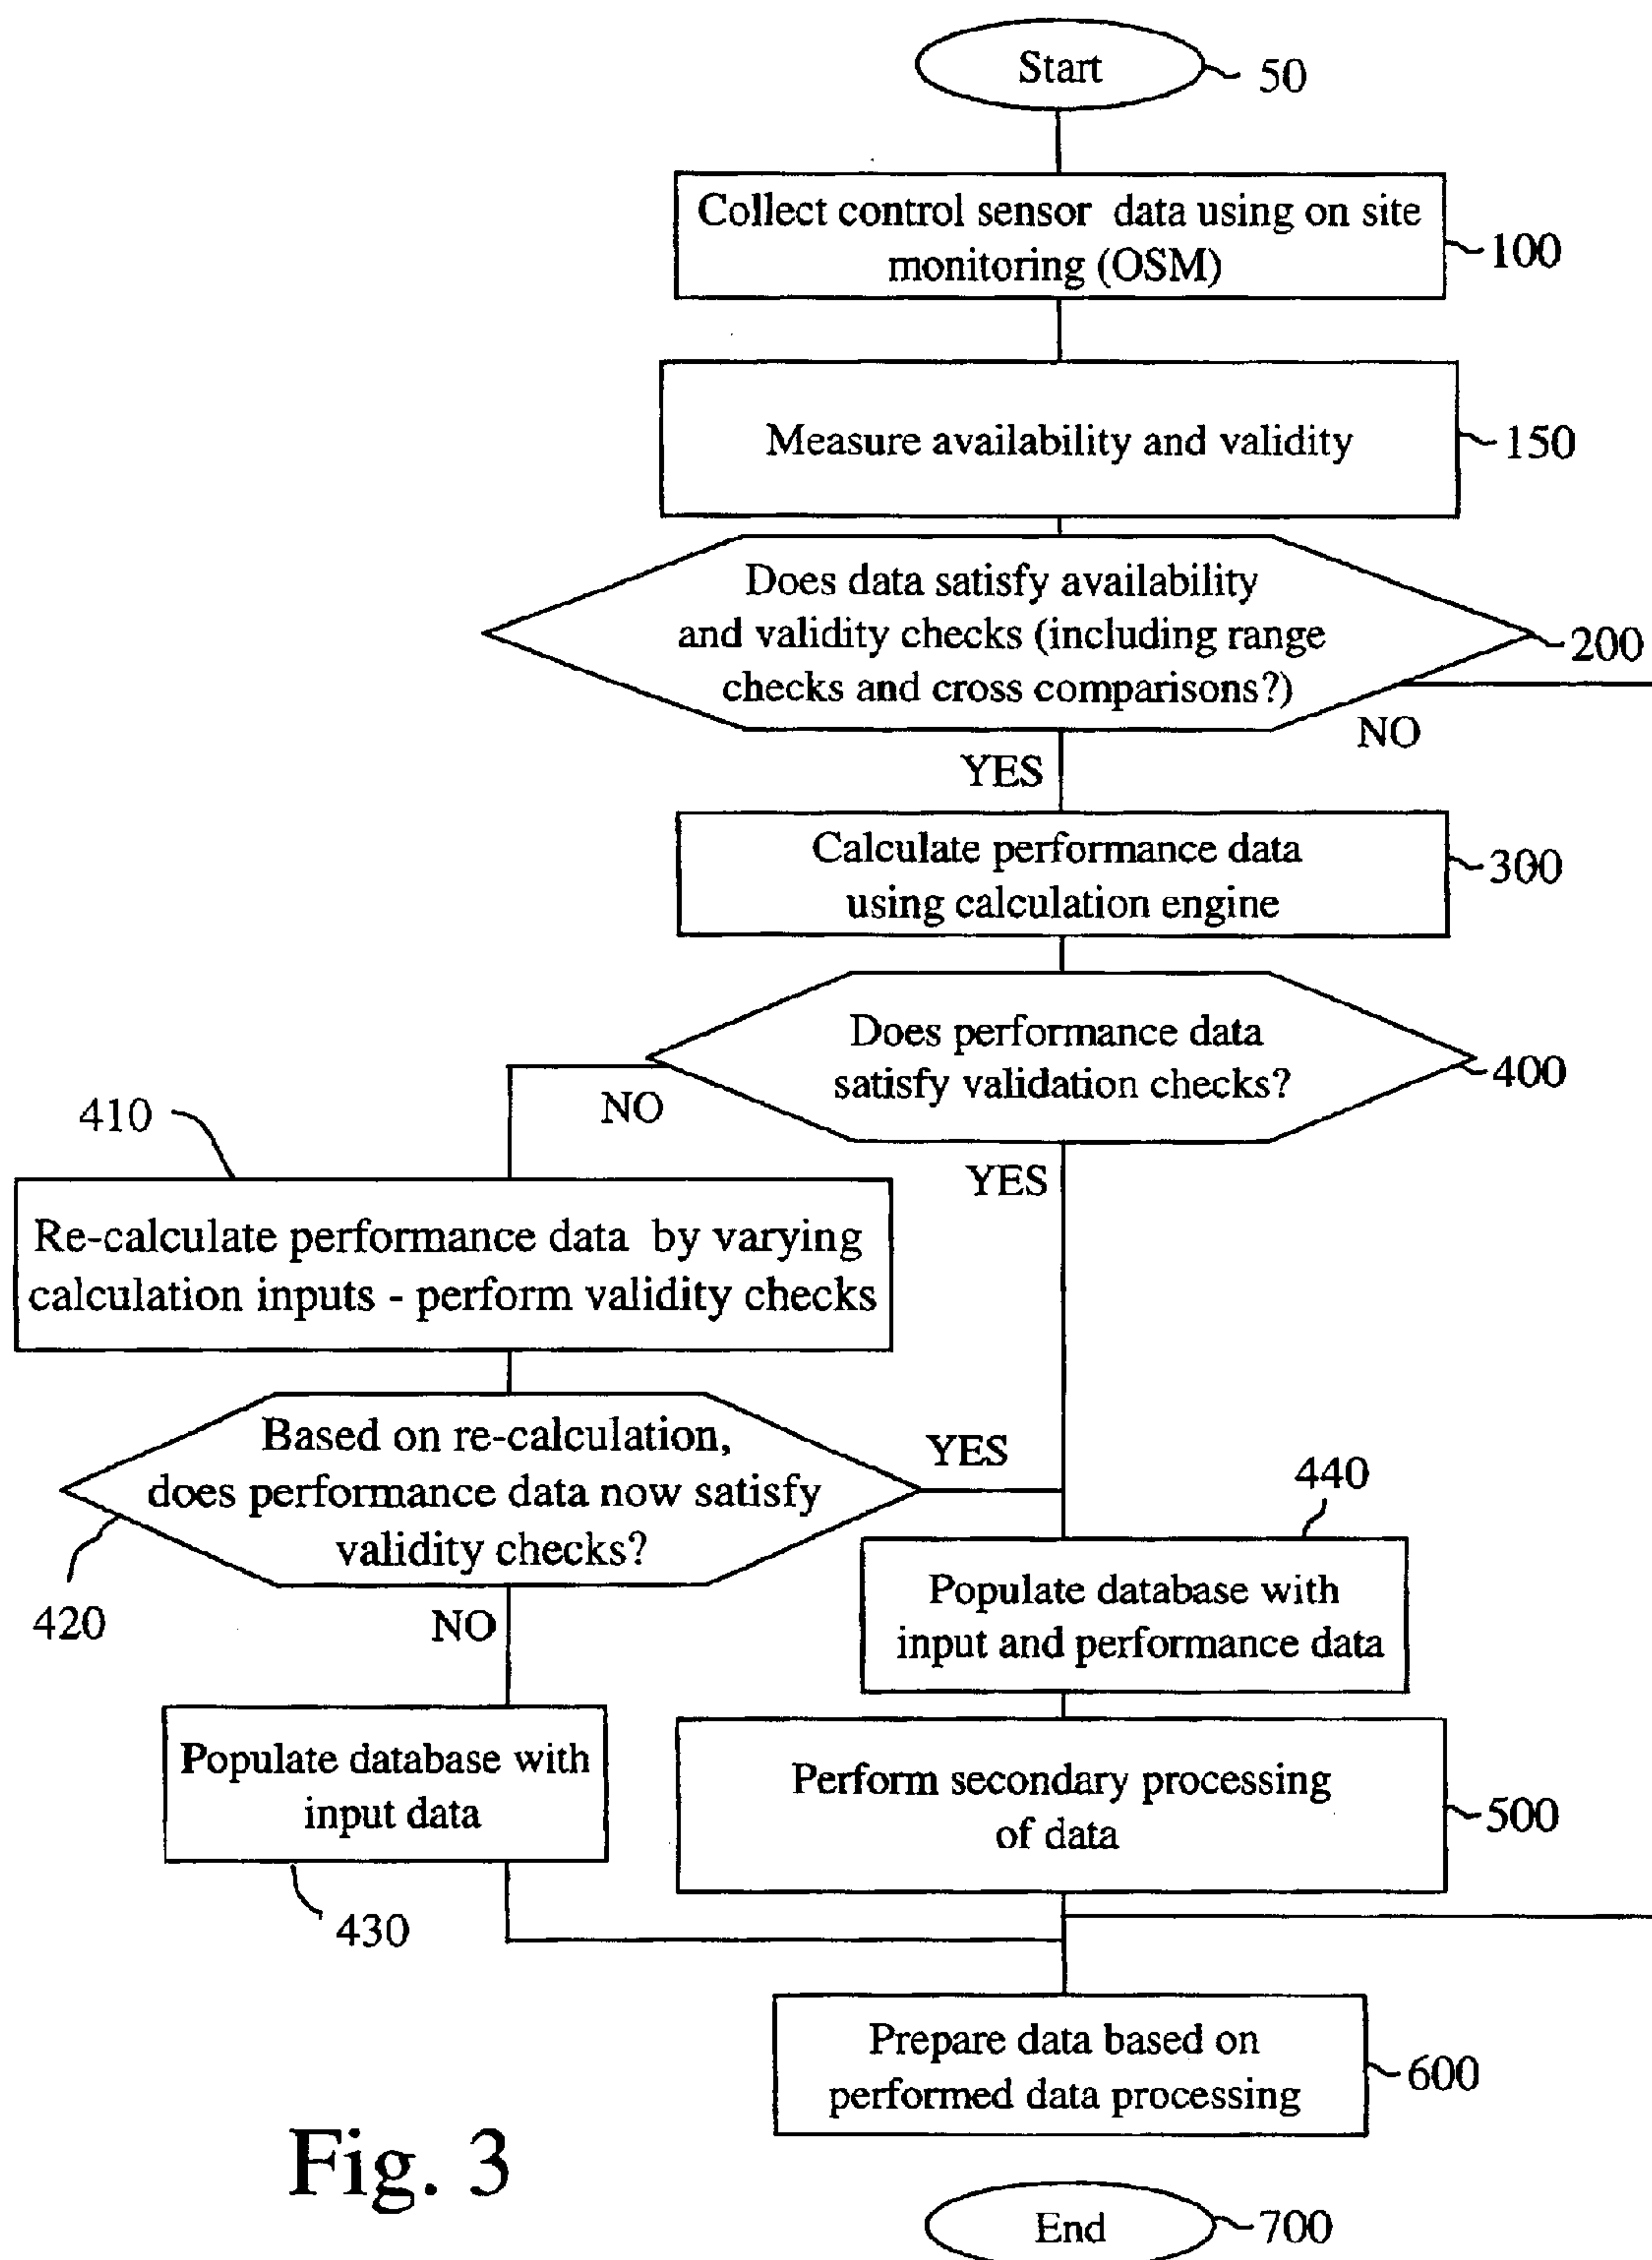 Start
50
Collect control sensor data using on site
monitoring (OSM)
100
Measure availability and validity
150
Does data satisfy availability
and validity checks (including range
checks and cross comparisons?)
200
NO
YES
Calculate performance data
using calculation engine
300
Does performance data
satisfy validation checks?
400
NO
YES
410
Re-calculate performance data by varying
calculation inputs - perform validity checks
Based on re-calculation,
does performance data now satisfy
validity checks?
YES
420
NO
440
Populate database with
input and performance data
Populate database with
input data
430
Perform secondary processing
of data
500
Prepare data based on
performed data processing
600
Fig. 3
End
700